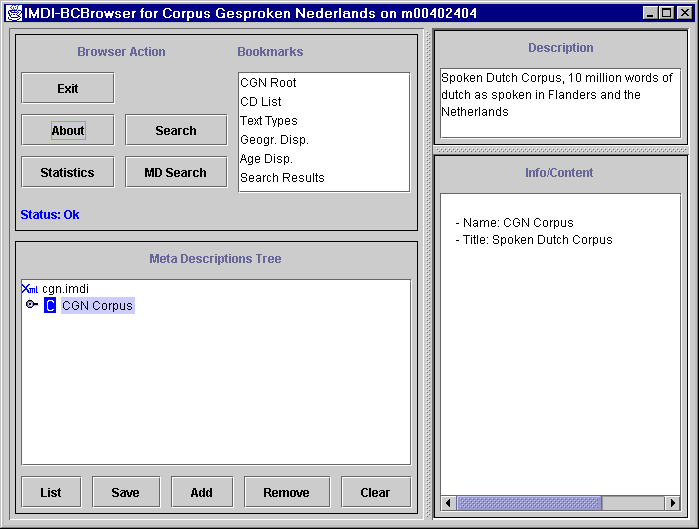 IMDI-BCBrowser for Corpus Gesproken Nederlands on m00402404
Browser Action
Bookmarks
Exit
About
Search
Statistics
MD Search
CGN Root
CD List
Text Types
Geogr. Disp.
Age Disp.
Search Results
Status: Ok
Meta Descriptions Tree
Xml cgn.imdi
C CGN Corpus
List
Save
Add
Remove
Clear
Description
Spoken Dutch Corpus, 10 million words of
dutch as spoken in Flanders and the
Netherlands
Info/Content
- Name: CGN Corpus
- Title: Spoken Dutch Corpus